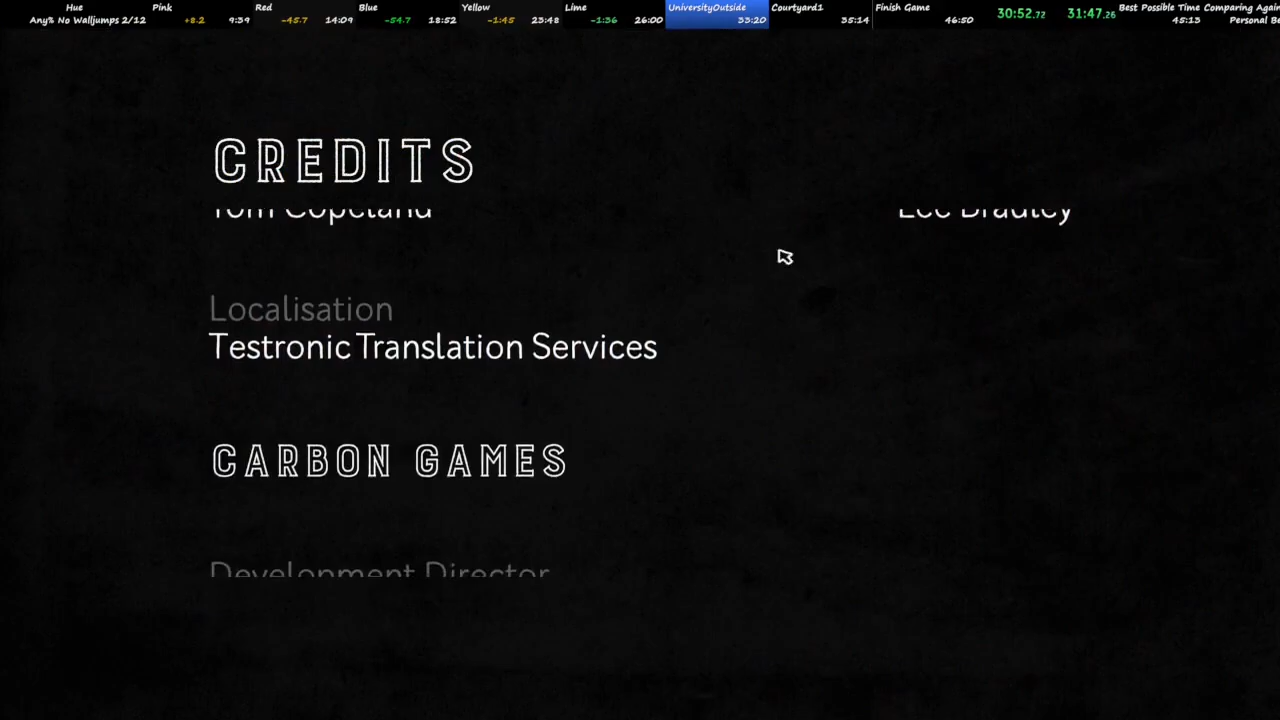 Hue Pink Red Blue Yellow Lime UniversityOutside Courtyard1 Finish Game 30:52.72 31:47.26 Best Possible Time Comparing Again
Any% No Walljumps 2/12 +8.2 9:39 -45.7 14:09 -54.7 18:52 -1:45 23:48 -1:36 26:00 33:20 35:14 46:50 45:13 Personal Be
CREDITS
Tom Copeland Lee Bradley
Localisation
Testronic Translation Services
CARBON GAMES
Development Director